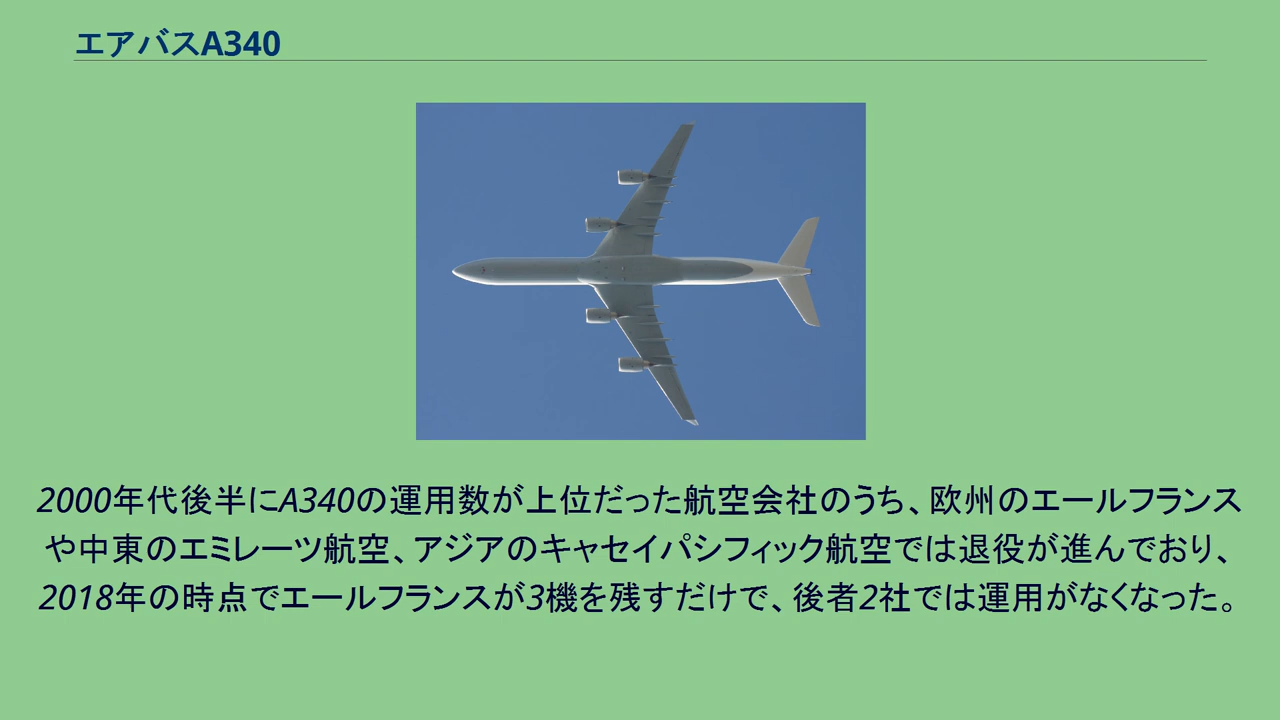 エアバスA340
2000年代後半にA340の運用数が上位だった航空会社のうち、欧州のエールフランス
や中東のエミレーツ航空、アジアのキャセイパシフィック航空では退役が進んでおり、
2018年の時点でエールフランスが3機を残すだけで、後者2社では運用がなくなった。